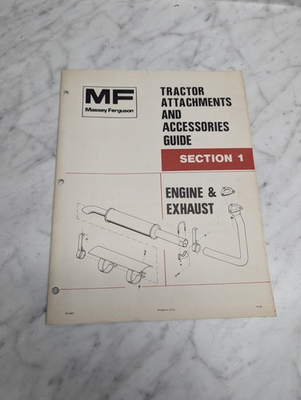 MF
Massey Ferguson
TRACTOR
ATTACHMENTS
AND
ACCESSORIES
GUIDE
SECTION 1
ENGINE &
EXHAUST